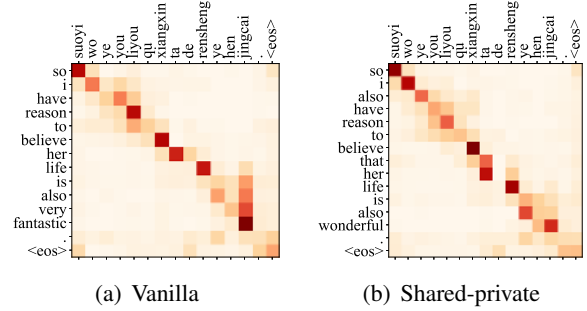 suoyi wo ye you liyou qu xiangxin ta de rensheng ye hen jingcai . <eos>
so
i
have
reason
to
believe
her
life
is
also
very
fantastic
.
<eos>
(a) Vanilla
suoyi wo ye you liyou qu xiangxin ta de rensheng ye hen jingcai . <eos>
so
i
also
have
reason
to
believe
that
her
life
is
also
wonderful
.
<eos>
(b) Shared-private